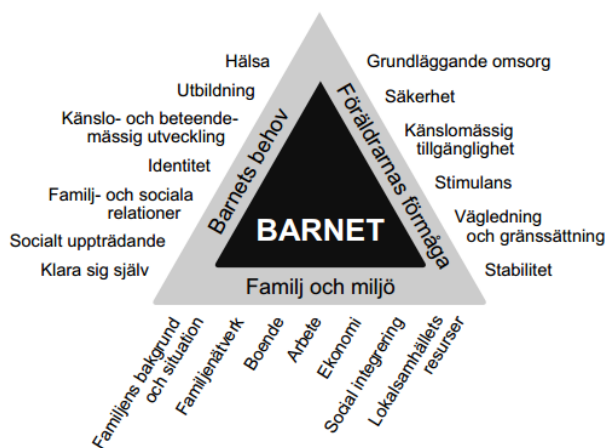 Hälsa
Utbildning
Känslo- och beteende-
mässig utveckling
Identitet
Familj- och sociala
relationer
Socialt uppträdande
Klara sig själv
Barnets behov
BARNET
Föräldrarnas förmåga
Grundläggande omsorg
Säkerhet
Känslomässig
tillgänglighet
Stimulans
Vägledning
och gränssättning
Stabilitet
Familj och miljö
Familjens bakgrund
och situation
Familjenätverk
Boende
Arbete
Ekonomi
Social integrering
Lokalsamhällets
resurser